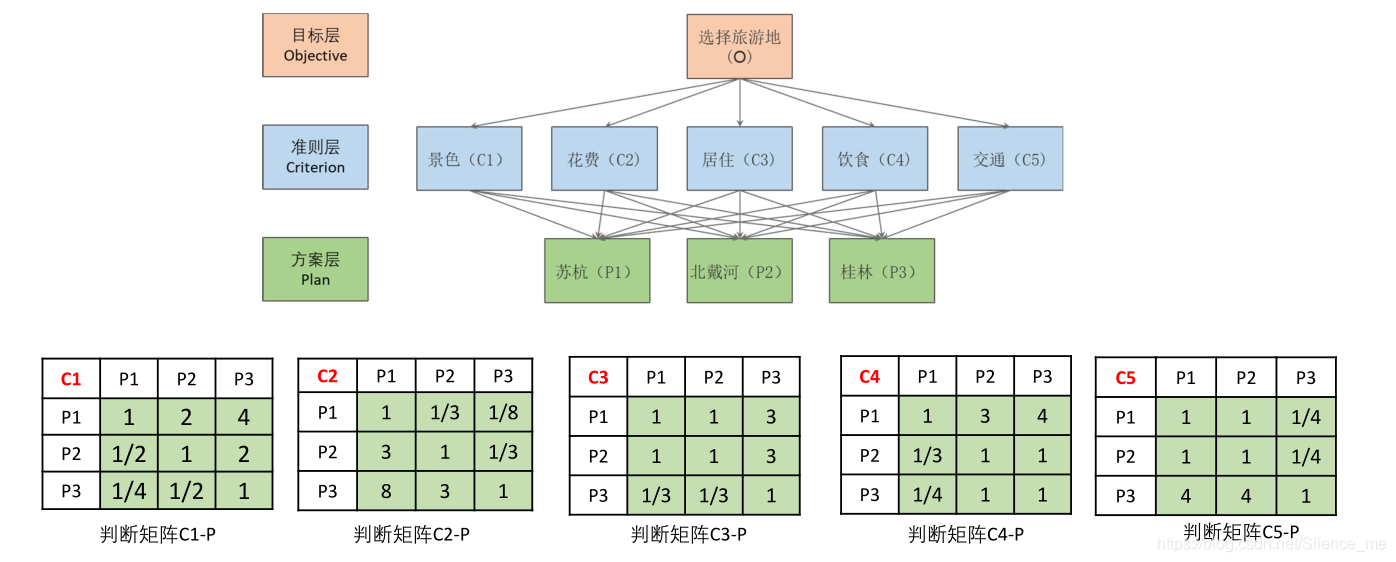 目标层
Objective
选择旅游地
（O）
准则层
Criterion
景色（C1）
花费（C2）
居住（C3）
饮食（C4）
交通（C5）
方案层
Plan
苏杭（P1）
北戴河（P2）
桂林（P3）
C1 P1 P2 P3
P1 1 2 4
P2 1/2 1 2
P3 1/4 1/2 1
判断矩阵C1-P
C2 P1 P2 P3
P1 1 1/3 1/8
P2 3 1 1/3
P3 8 3 1
判断矩阵C2-P
C3 P1 P2 P3
P1 1 1 3
P2 1 1 3
P3 1/3 1/3 1
判断矩阵C3-P
C4 P1 P2 P3
P1 1 3 4
P2 1/3 1 1
P3 1/4 1 1
判断矩阵C4-P
C5 P1 P2 P3
P1 1 1 1/4
P2 1 1 1/4
P3 4 4 1
判断矩阵C5-P
https://blog.csdn.net/Slience_me